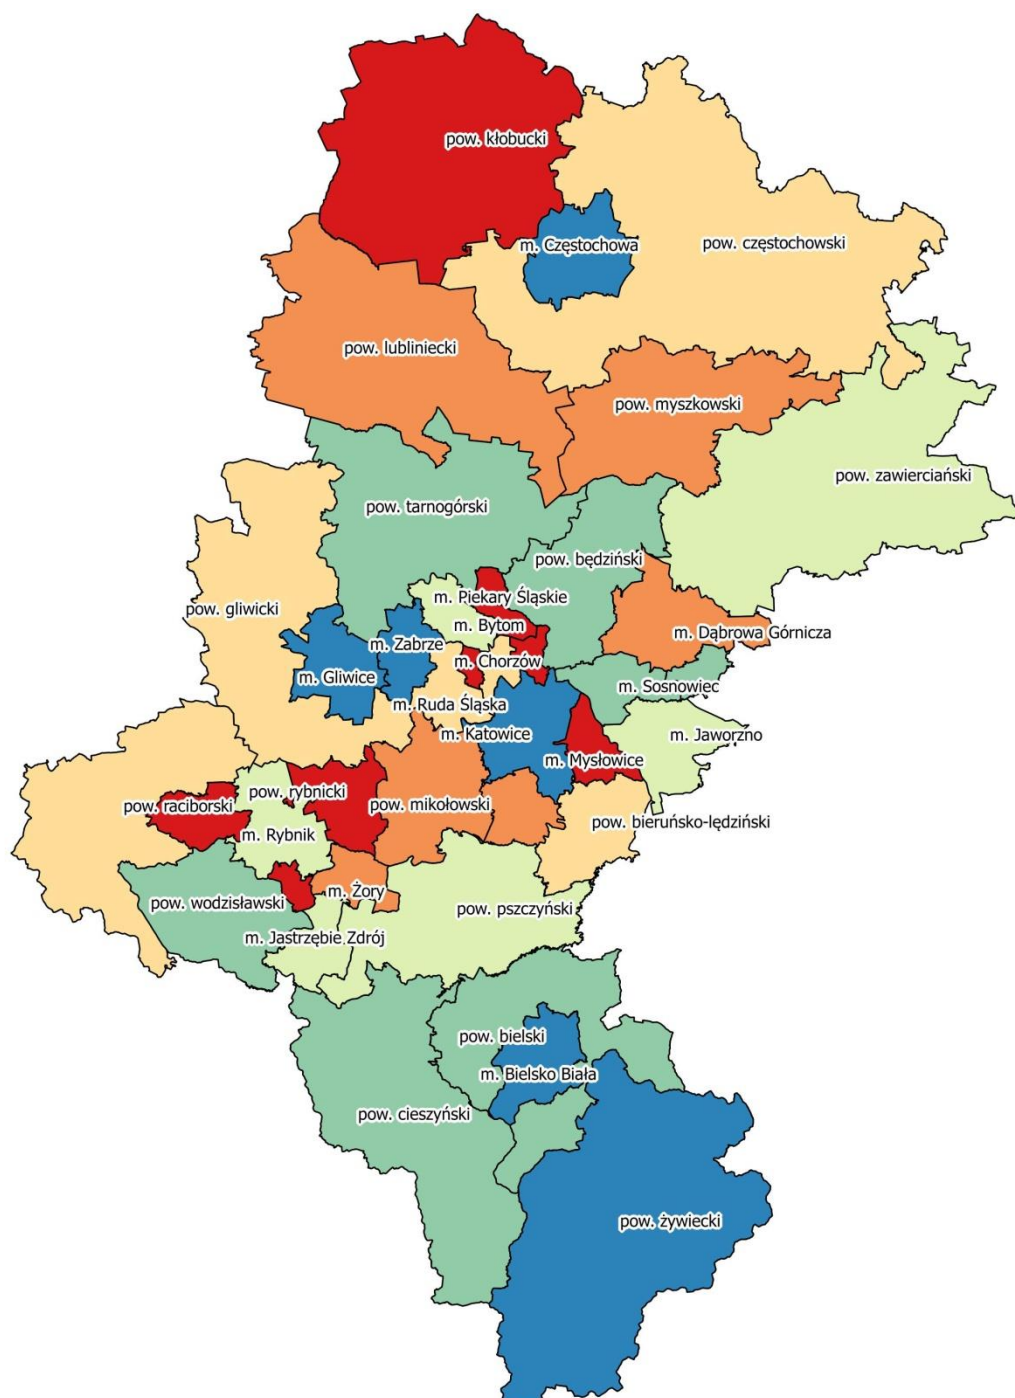 pow. kłobucki
pow. częstochowski
m. Częstochowa
pow. lubliniecki
pow. myszkowski
pow. zawierciański
pow. tarnogórski
pow. będziński
m. Piekary Śląskie
pow. gliwicki
m. Bytom
m. Dąbrowa Górnicza
m. Zabrze
m. Chorzów
m. Gliwice
m. Sosnowiec
m. Ruda Śląska
m. Katowice
m. Jaworzno
m. Mysłowice
pow. rybnicki
pow. raciborski
pow. mikołowski
pow. bieruńsko-lędziński
m. Rybnik
m. Żory
pow. wodzisławski
pow. pszczyński
m. Jastrzębie Zdrój
pow. bielski
m. Bielsko Biała
pow. cieszyński
pow. żywiecki